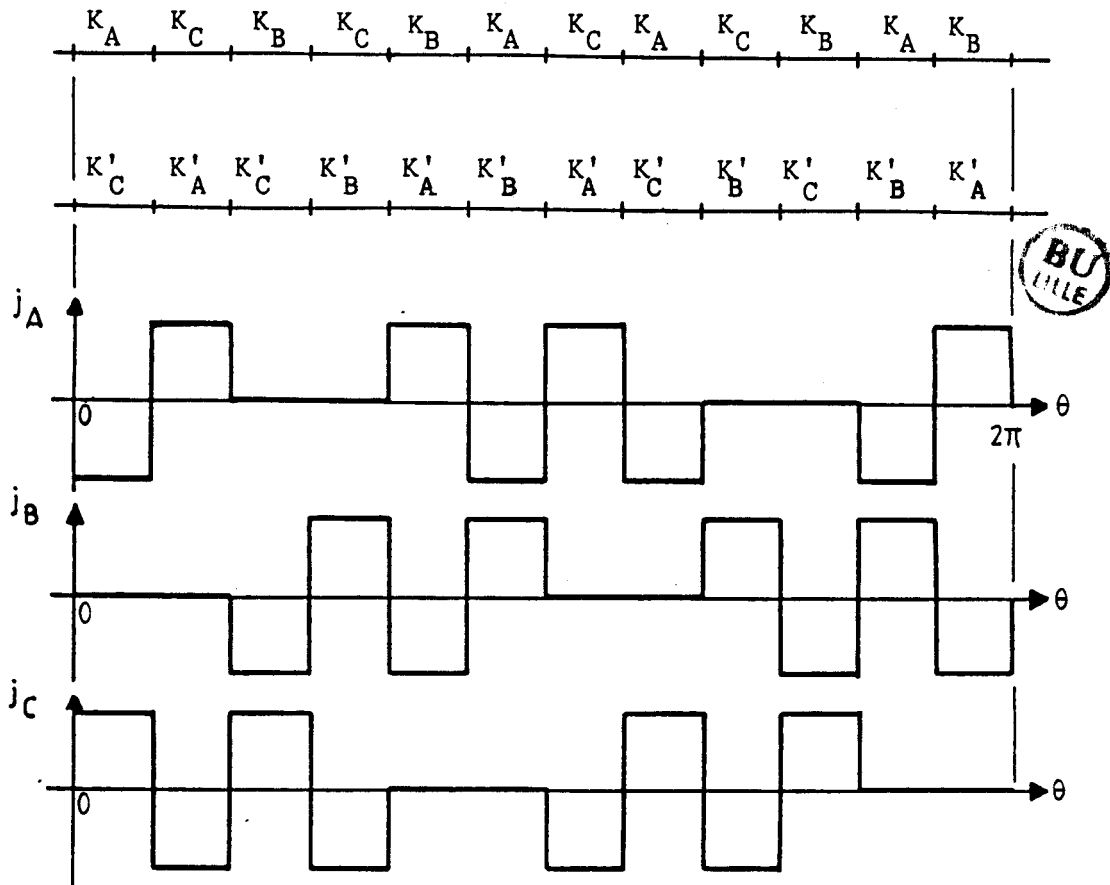 K_A K_C K_B K_C K_B K_A K_C K_A K_C K_B K_A K_B
K'_C K'_A K'_C K'_B K'_A K'_B K'_A K'_C K'_B K'_C K'_B K'_A
BU
LILLE
j_A
0
θ
2π
j_B
0
θ
j_C
0
θ